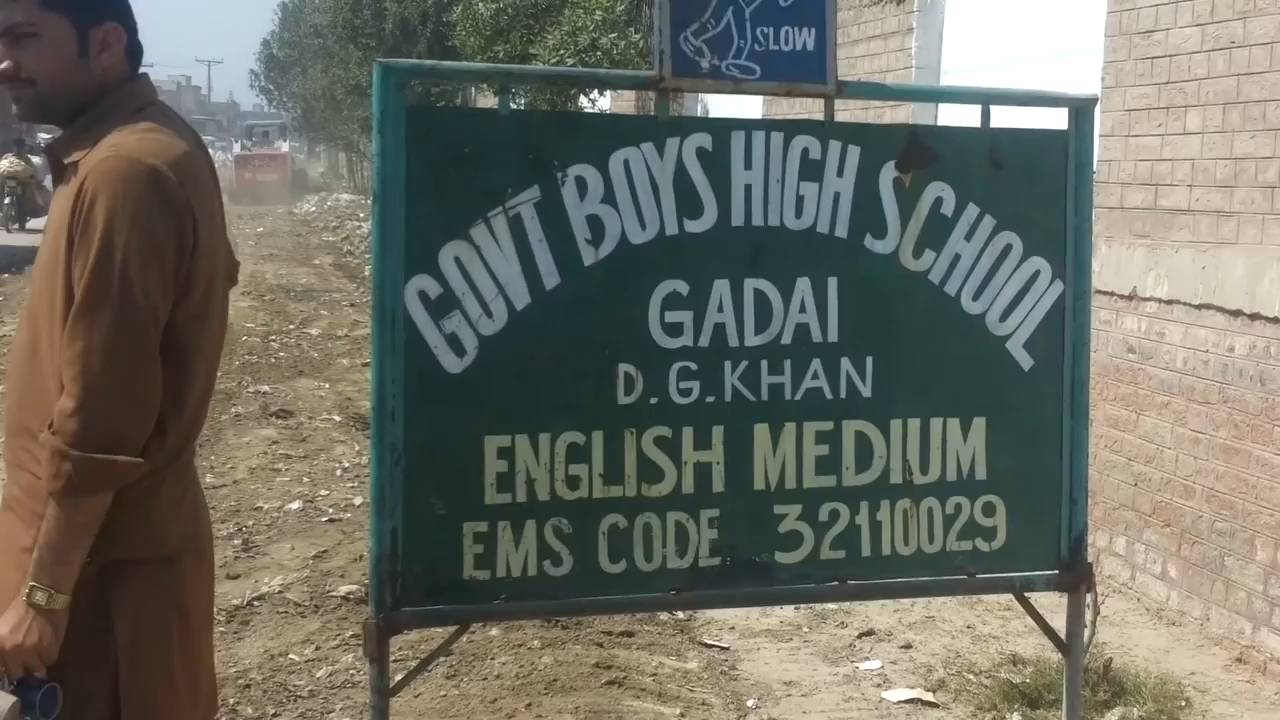 SLOW
GOVT BOYS HIGH SCHOOL
GADAI
D.G.KHAN
ENGLISH MEDIUM
EMS CODE 32110029